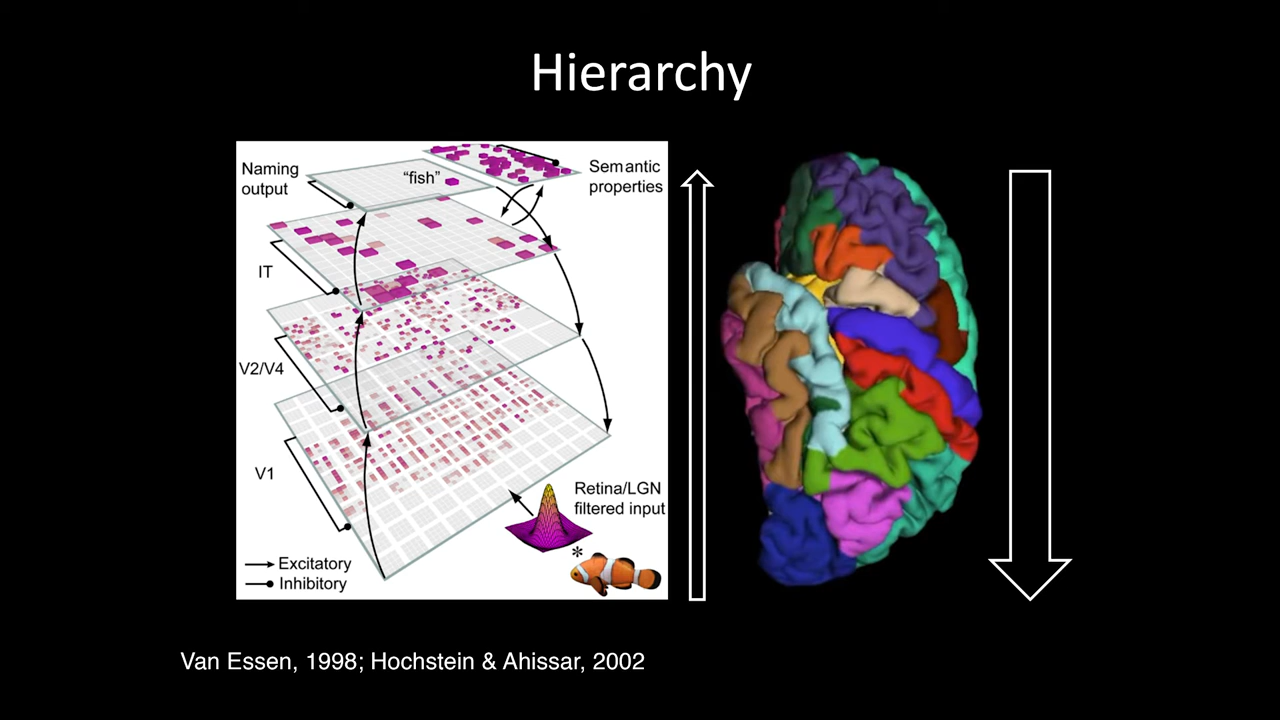 Hierarchy
Naming
output
"fish"
Semantic
properties
IT
V2/V4
V1
Retina/LGN
filtered input
*
Excitatory
Inhibitory
Van Essen, 1998; Hochstein & Ahissar, 2002